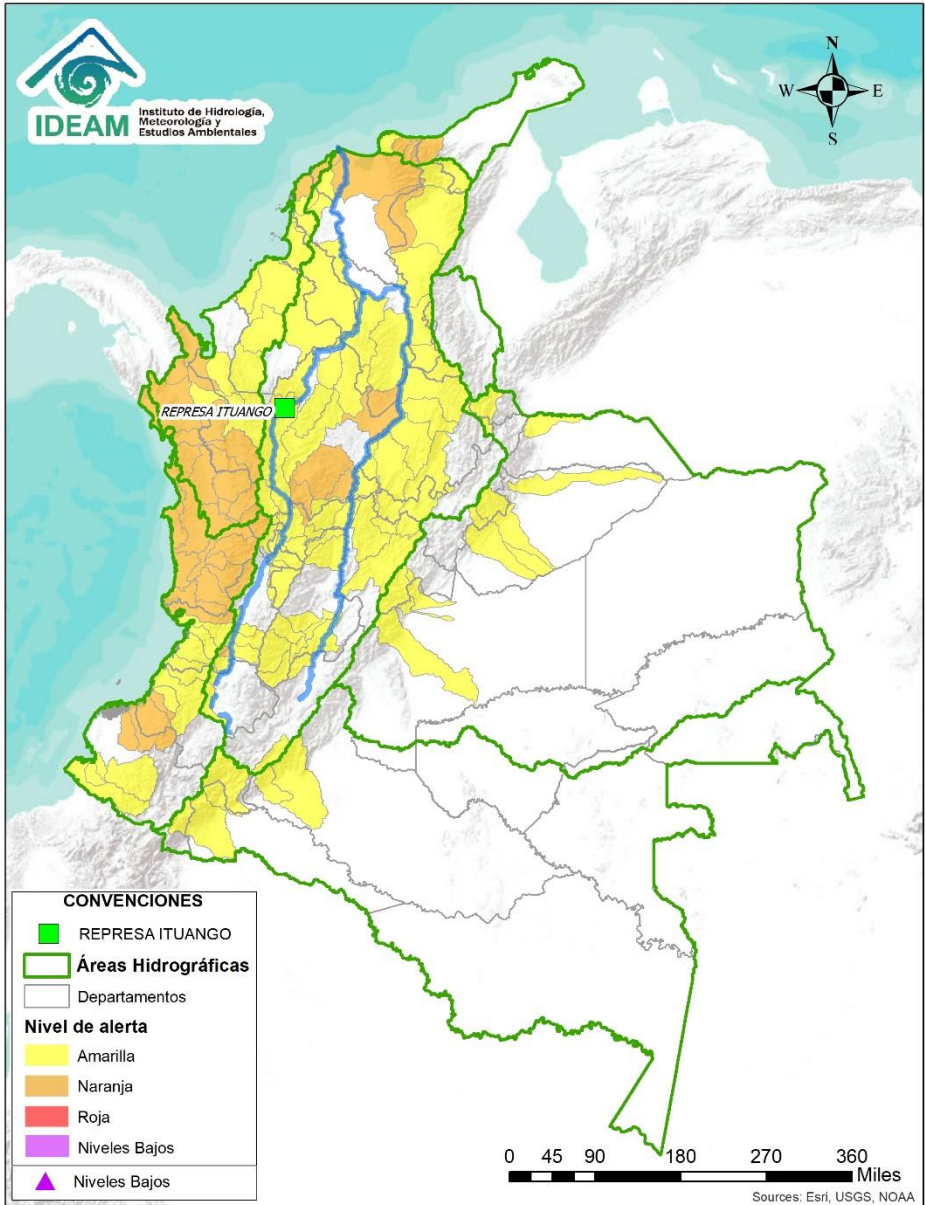 IDEAM
Instituto de Hidrología,
Meteorología y
Estudios Ambientales
N
W
E
S
REPRESA ITUANGO
CONVENCIONES
REPRESA ITUANGO
Áreas Hidrográficas
Departamentos
Nivel de alerta
Amarilla
Naranja
Roja
Niveles Bajos
Niveles Bajos
0 45 90 180 270 360
Miles
Sources: Esri, USGS, NOAA